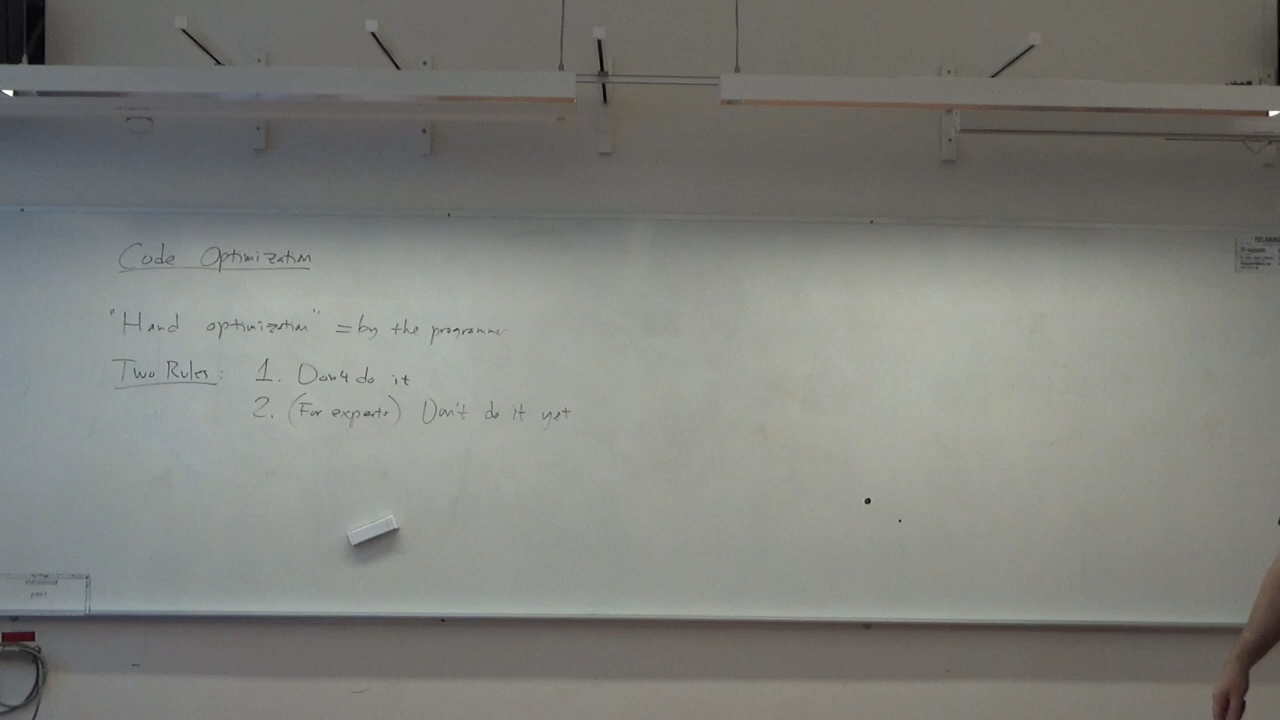 Code Optimization
"Hand optimization" = by the programmer
Two Rules: 1. Don't do it
2. (For experts) Don't do it yet